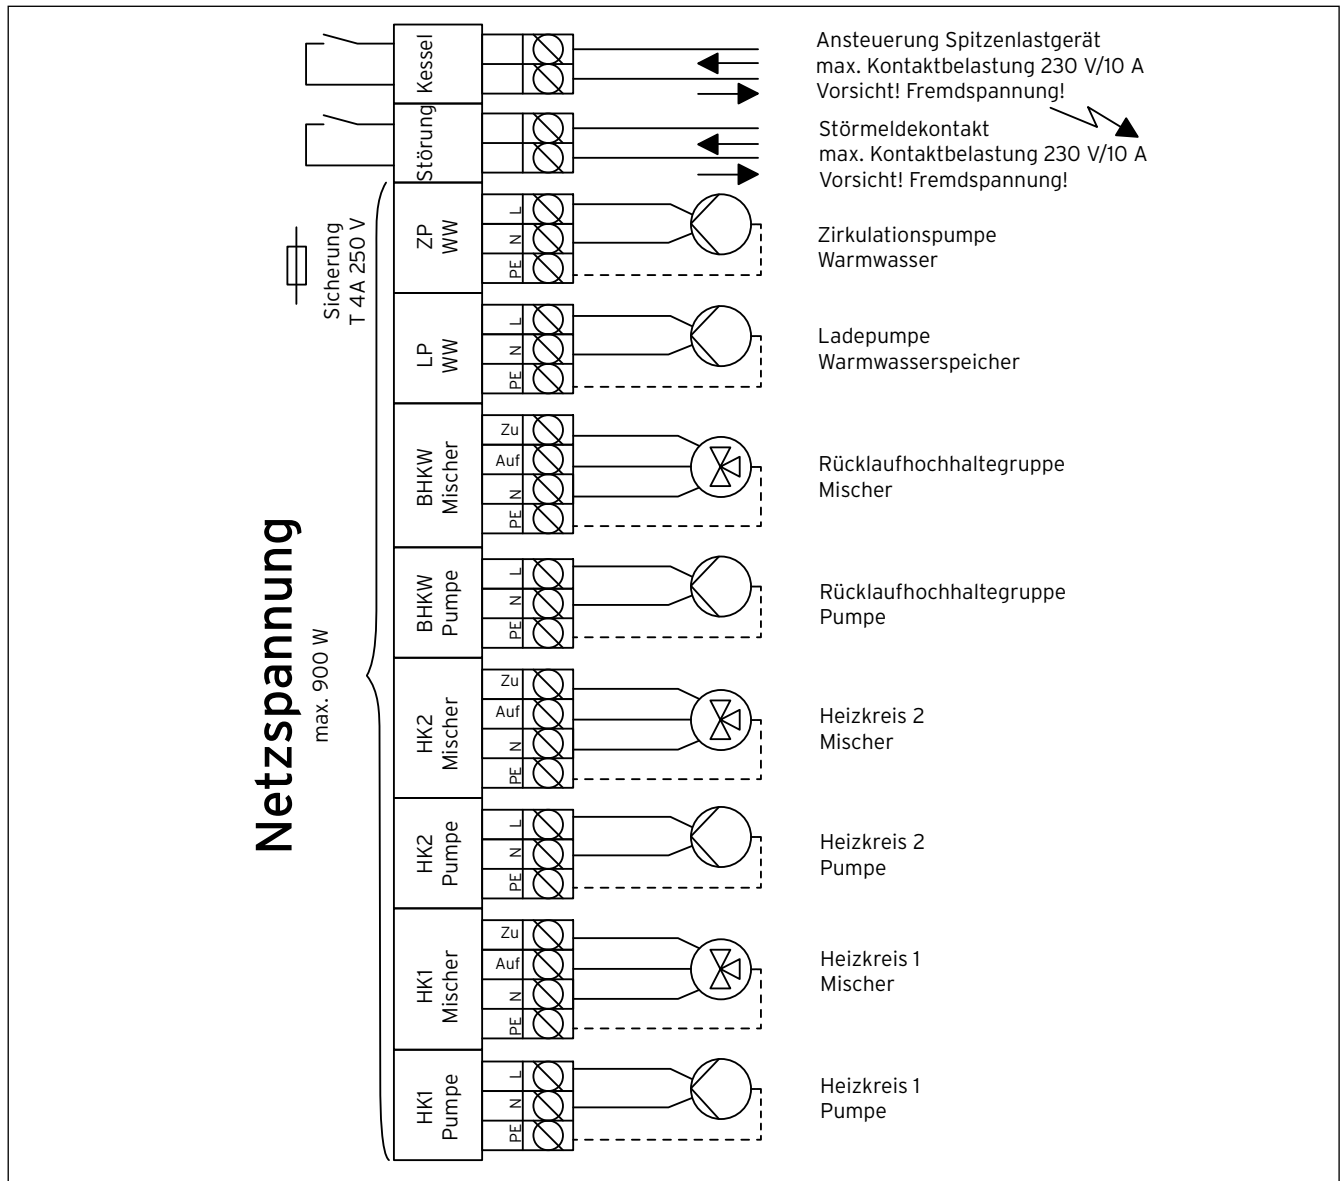 Kessel
Ansteuerung Spitzenlastgerät
max. Kontaktbelastung 230 V/10 A
Vorsicht! Fremdspannung!
Störung
Störmeldekontakt
max. Kontaktbelastung 230 V/10 A
Vorsicht! Fremdspannung!
Sicherung
T 4A 250 V
Netzspannung
max. 900 W
ZP
WW
L
N
PE
Zirkulationspumpe
Warmwasser
LP
WW
L
N
PE
Ladepumpe
Warmwasserspeicher
BHKW
Mischer
Zu
Auf
N
PE
Rücklaufhochhaltegruppe
Mischer
BHKW
Pumpe
L
N
PE
Rücklaufhochhaltegruppe
Pumpe
HK2
Mischer
Zu
Auf
N
PE
Heizkreis 2
Mischer
HK2
Pumpe
L
N
PE
Heizkreis 2
Pumpe
HK1
Mischer
Zu
Auf
N
PE
Heizkreis 1
Mischer
HK1
Pumpe
L
N
PE
Heizkreis 1
Pumpe